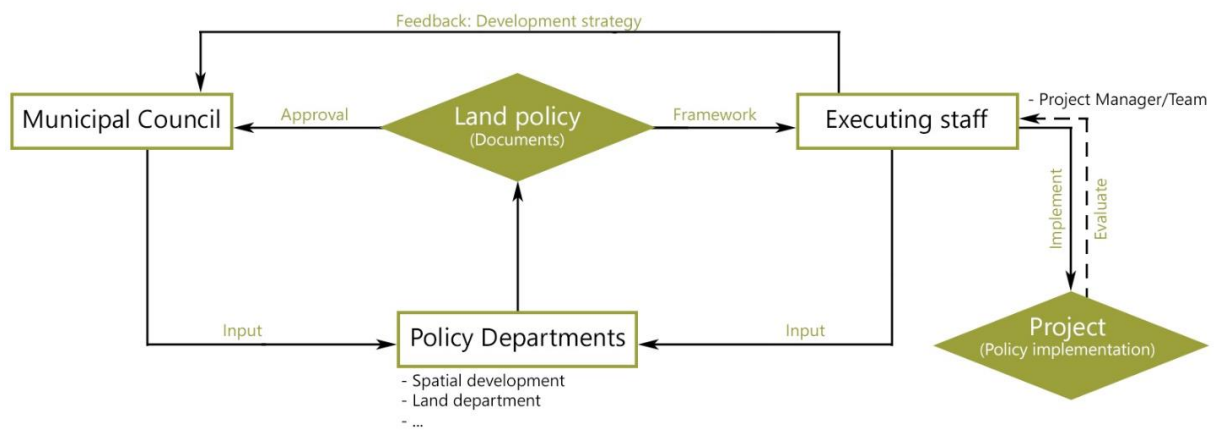 Feedback: Development strategy
Municipal Council
Approval
Land policy
(Documents)
Framework
Executing staff
- Project Manager/Team
Implement
Evaluate
Input
Policy Departments
Input
- Spatial development
- Land department
- ...
Project
(Policy implementation)